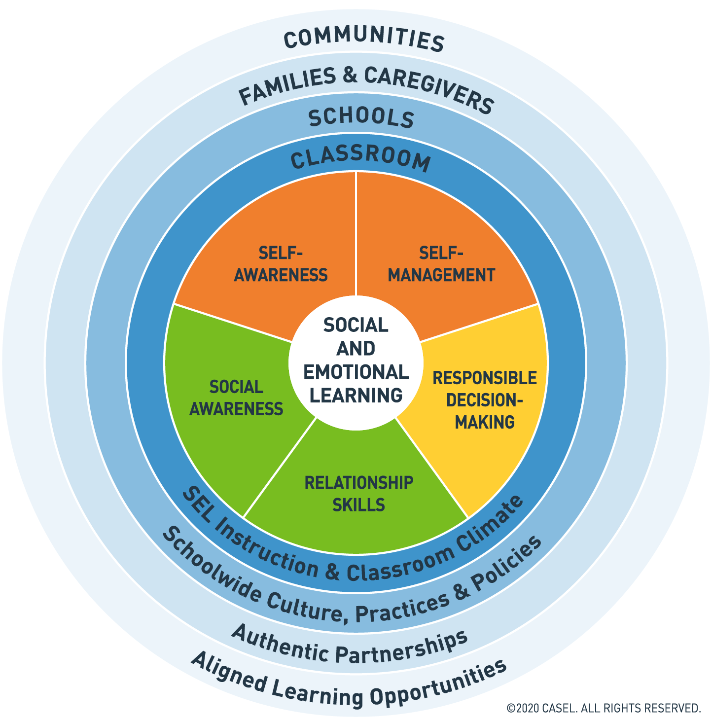 COMMUNITIES
FAMILIES & CAREGIVERS
SCHOOLS
CLASSROOM
SELF-
AWARENESS
SELF-
MANAGEMENT
SOCIAL
AND
EMOTIONAL
LEARNING
SOCIAL
AWARENESS
RESPONSIBLE
DECISION-
MAKING
RELATIONSHIP
SKILLS
SEL Instruction & Classroom Climate
Schoolwide Culture, Practices & Policies
Authentic Partnerships
Aligned Learning Opportunities
©2020 CASEL. ALL RIGHTS RESERVED.